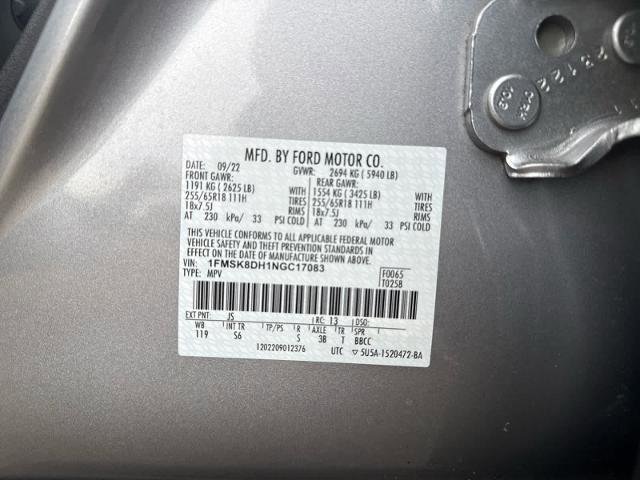 MFD. BY FORD MOTOR CO.
DATE: 09/22 GVWR: 2694 KG ( 5940 LB)
FRONT GAWR: REAR GAWR:
1191 KG ( 2625 LB) 1554 KG ( 3425 LB)
255/65R18 111H TIRES 255/65R18 111H TIRES
18x7.5J RIMS 18x7.5J RIMS
AT 230 kPa/ 33 PSI COLD AT 230 kPa/ 33 PSI COLD
THIS VEHICLE CONFORMS TO ALL APPLICABLE FEDERAL MOTOR
VEHICLE SAFETY AND THEFT PREVENTION STANDARDS IN
EFFECT ON THE DATE OF MANUFACTURE SHOWN ABOVE.
VIN: 1FMSK8DH1NGC17083 F0065
TYPE: MPV T0258
EXT PNT: JS RC: 13 DSO:
WB INT TR TP/PS R AXLE TR SPR
119 S6 S 3B T BBCC
1202209012376 UTC ▽ 5U5A-1520472-BA
23122
10.9
11